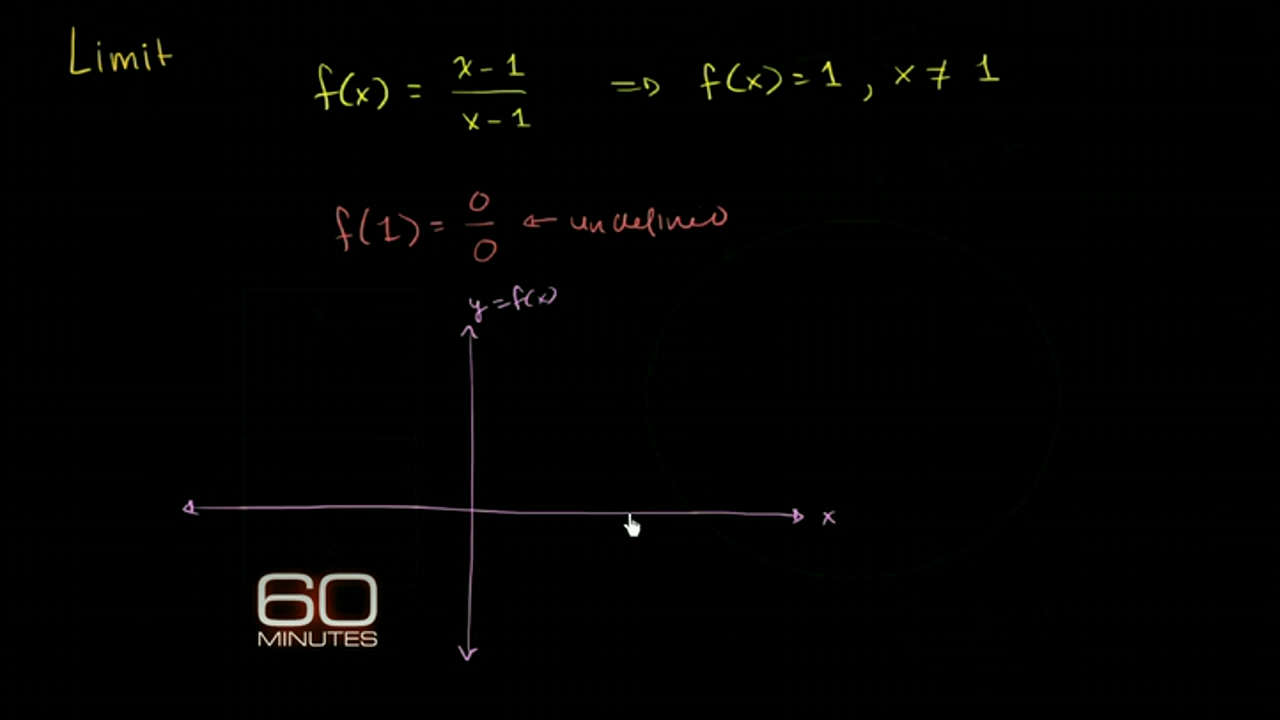 Limit
f(x) = x-1 / x-1 ⇒ f(x) = 1, x ≠ 1
f(1) = 0/0 ← undefined
y = f(x)
x
60
MINUTES